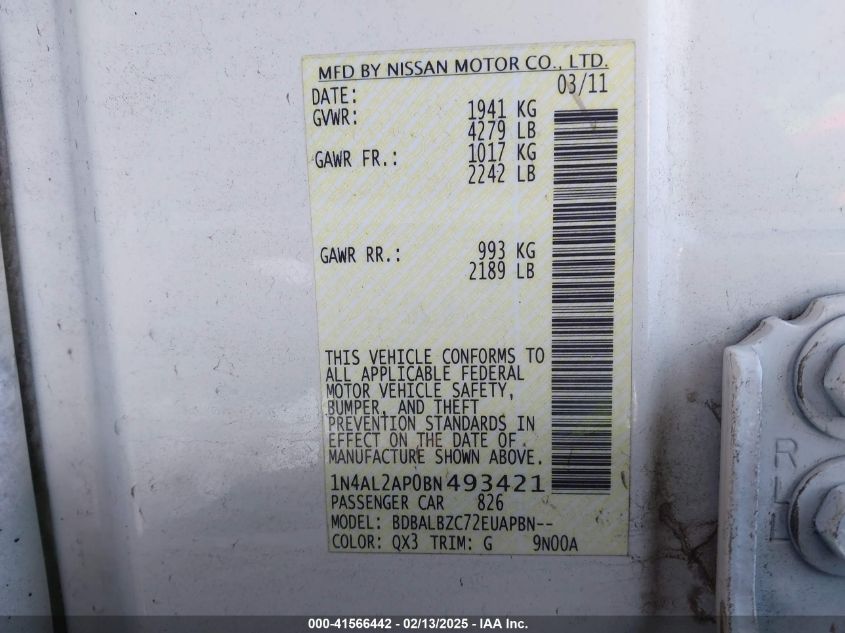 MFD BY NISSAN MOTOR CO., LTD.
DATE: 03/11
GVWR: 1941 KG
4279 LB
GAWR FR.: 1017 KG
2242 LB
GAWR RR.: 993 KG
2189 LB
THIS VEHICLE CONFORMS TO
ALL APPLICABLE FEDERAL
MOTOR VEHICLE SAFETY,
BUMPER, AND THEFT
PREVENTION STANDARDS IN
EFFECT ON THE DATE OF
MANUFACTURE SHOWN ABOVE.
1N4AL2AP0BN493421
PASSENGER CAR 826
MODEL: BDBALBZC72EUAPBN--
COLOR: QX3 TRIM: G 9N00A
000-41566442 - 02/13/2025 - IAA Inc.